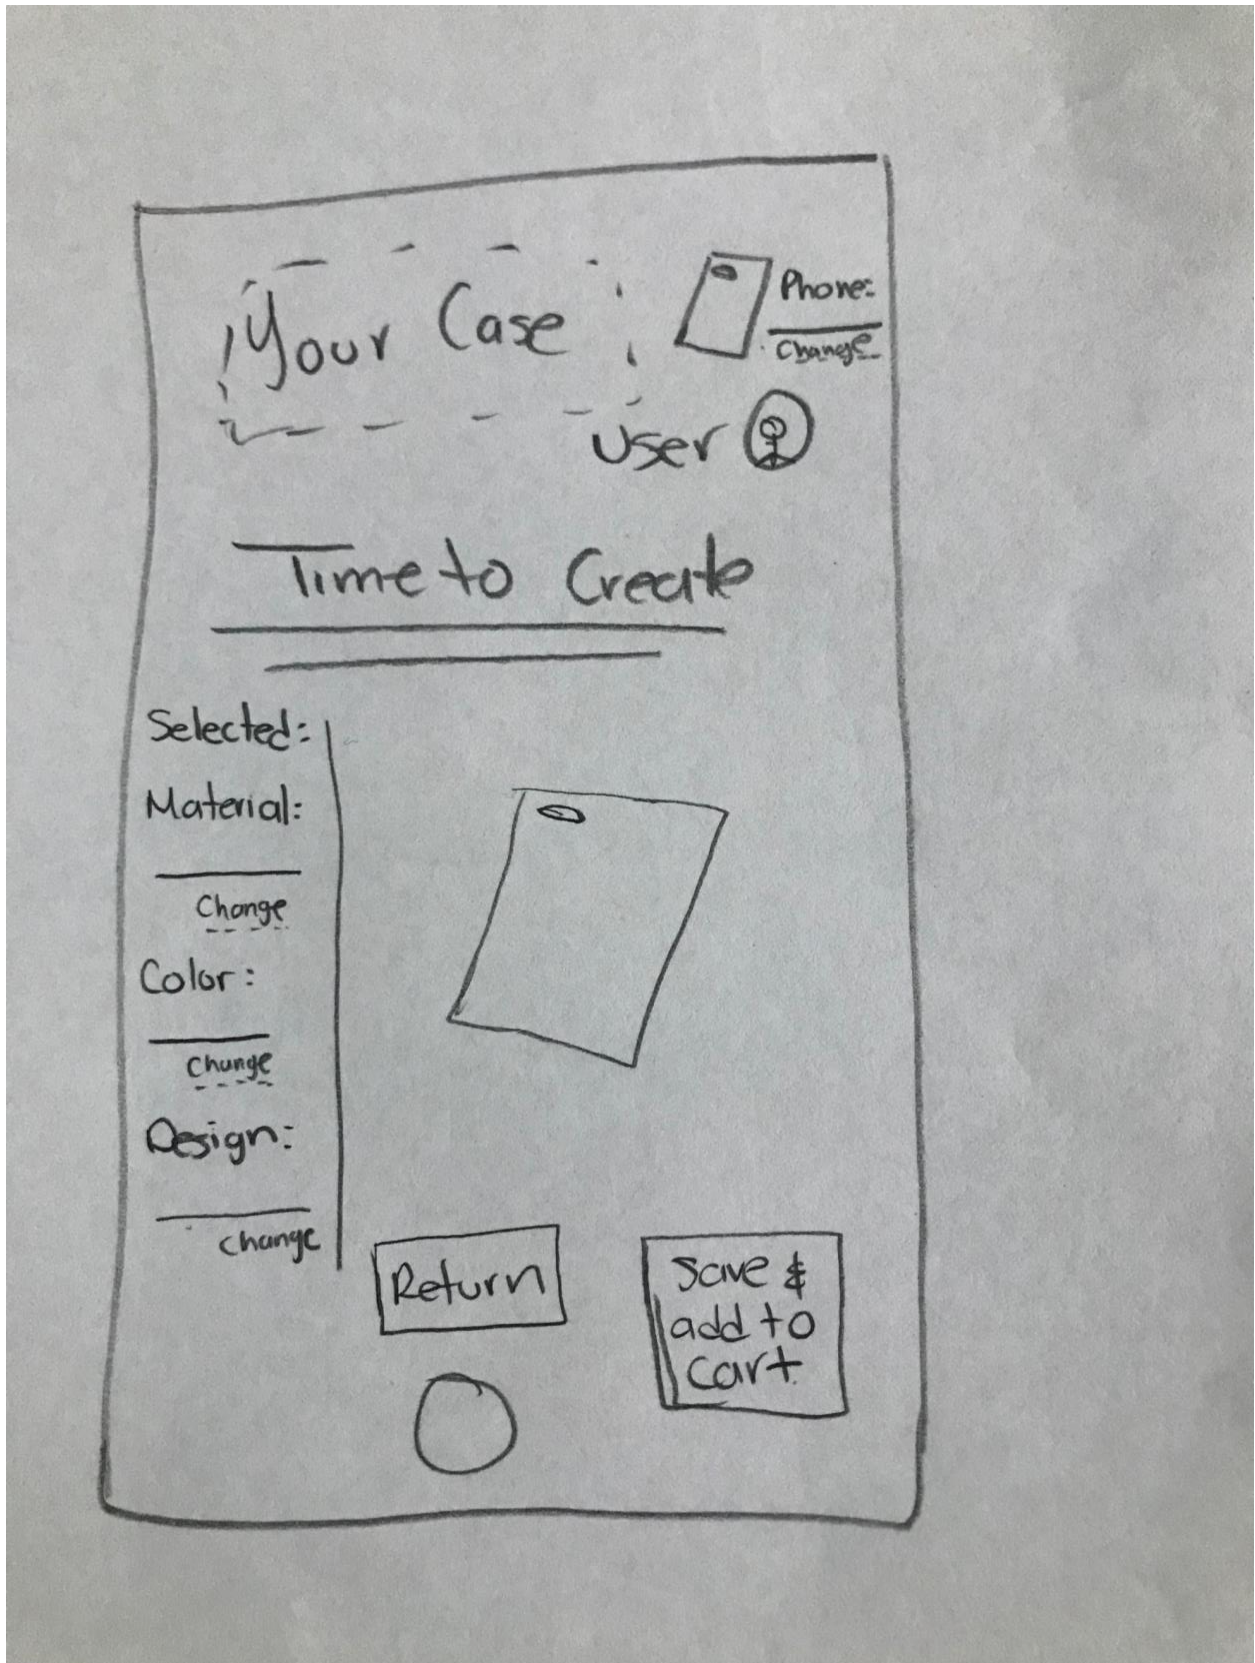 Your Case
Phone:
Change
User
Time to Create
Selected:
Material:
Change
Color:
Change
Design:
change
Return
Save &
add to
cart